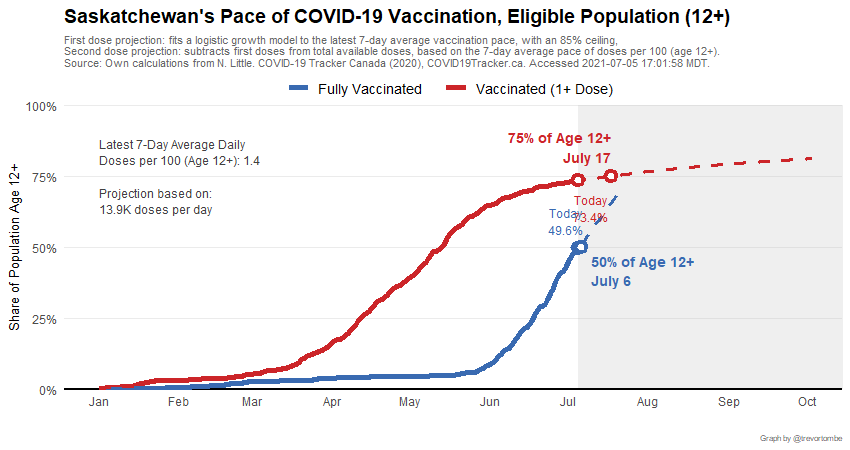 Saskatchewan's Pace of COVID-19 Vaccination, Eligible Population (12+)
First dose projection: fits a logistic growth model to the latest 7-day average vaccination pace, with an 85% ceiling,
Second dose projection: subtracts first doses from total available doses, based on the 7-day average pace of doses per 100 (age 12+).
Source: Own calculations from N. Little. COVID-19 Tracker Canada (2020), COVID19Tracker.ca. Accessed 2021-07-05 17:01:58 MDT.
Fully Vaccinated
Vaccinated (1+ Dose)
Share of Population Age 12+
100%
75%
50%
25%
0%
Latest 7-Day Average Daily
Doses per 100 (Age 12+): 1.4
Projection based on:
13.9K doses per day
75% of Age 12+
July 17
Today
73.4%
Today
49.6%
50% of Age 12+
July 6
Jan
Feb
Mar
Apr
May
Jun
Jul
Aug
Sep
Oct
Graph by @trevortombe